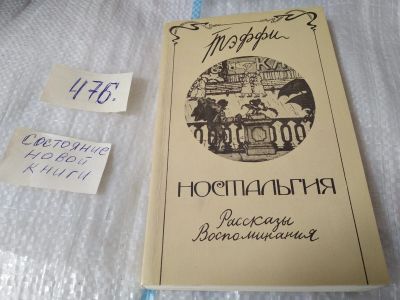 476.
Состояние
новой
книги
Тэффи
НОСТАЛЬГИЯ
Рассказы
Воспоминания